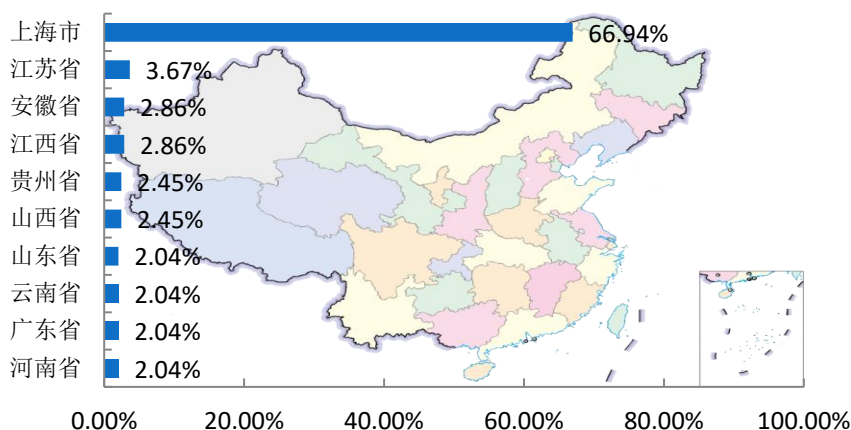 上海市 66.94%
江苏省 3.67%
安徽省 2.86%
江西省 2.86%
贵州省 2.45%
山西省 2.45%
山东省 2.04%
云南省 2.04%
广东省 2.04%
河南省 2.04%
0.00% 20.00% 40.00% 60.00% 80.00% 100.00%